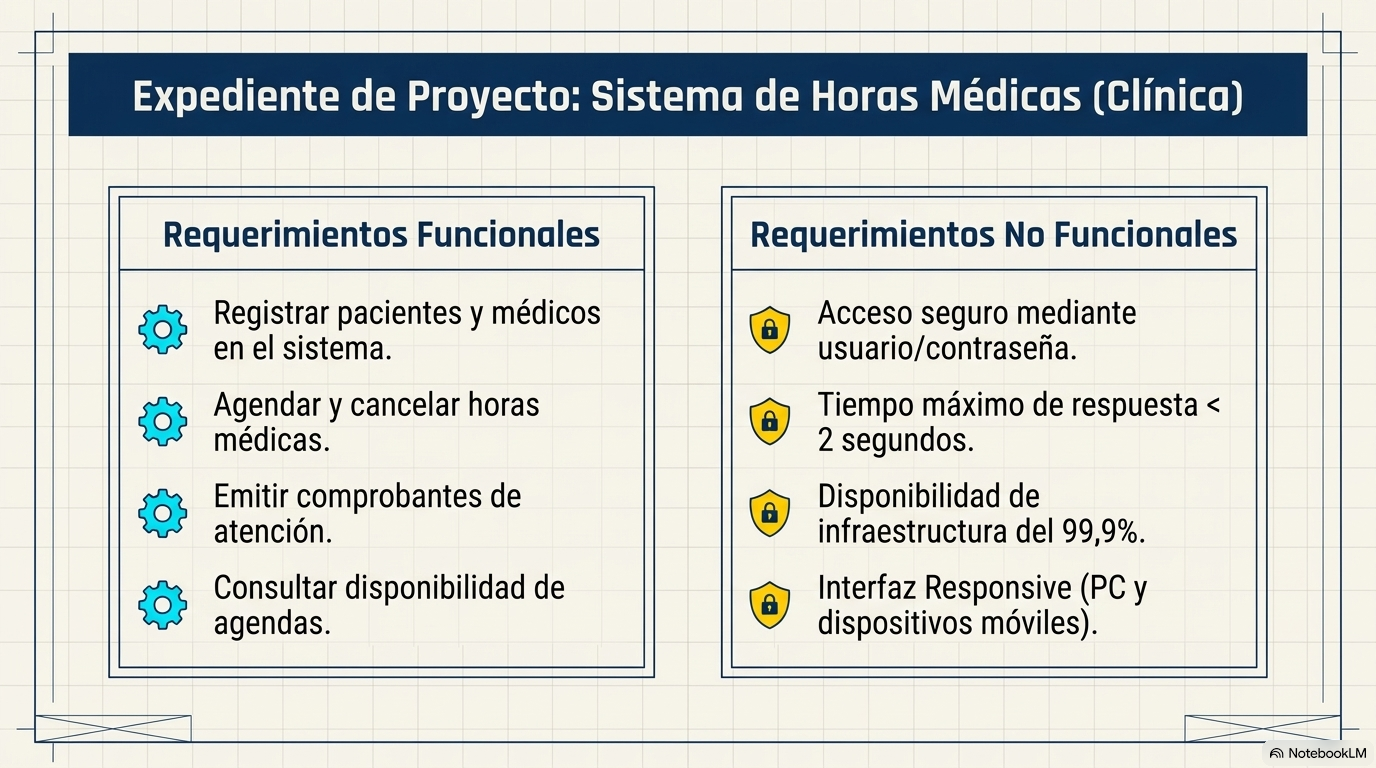 Expediente de Proyecto: Sistema de Horas Médicas (Clínica)
Requerimientos Funcionales
Registrar pacientes y médicos
en el sistema.
Agendar y cancelar horas
médicas.
Emitir comprobantes de
atención.
Consultar disponibilidad de
agendas.
Requerimientos No Funcionales
Acceso seguro mediante
usuario/contraseña.
Tiempo máximo de respuesta <
2 segundos.
Disponibilidad de
infraestructura del 99,9%.
Interfaz Responsive (PC y
dispositivos móviles).
NotebookLM